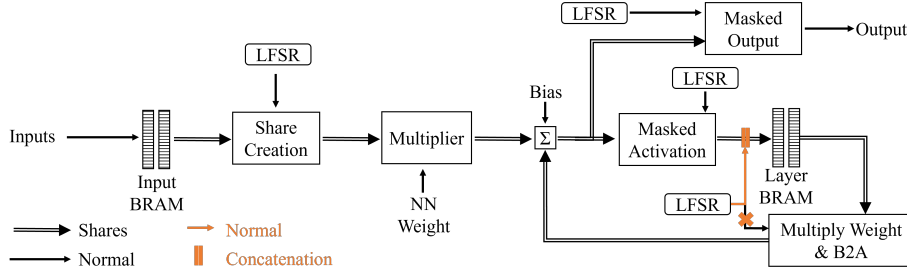 LFSR
Masked
Output
Output
LFSR
LFSR
Bias
Inputs
Share
Creation
Multiplier
Σ
Masked
Activation
Input
BRAM
NN
Weight
LFSR
Layer
BRAM
Multiply Weight
& B2A
Shares
Normal
Normal
Concatenation